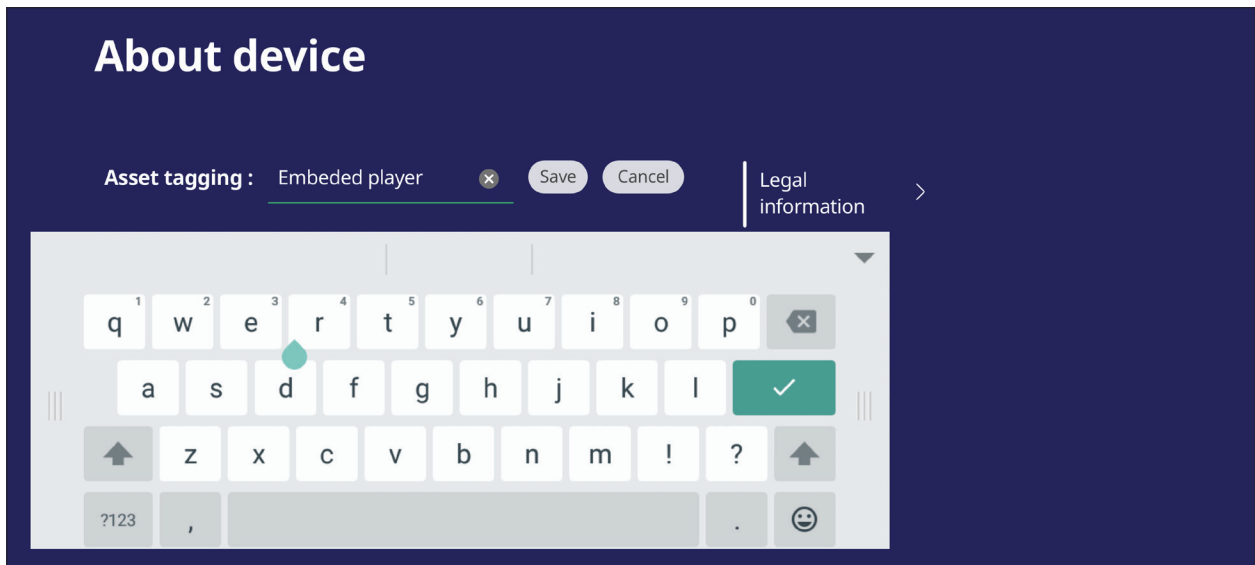 About device
Asset tagging : Embeded player Save Cancel
Legal
information
1 2 3 4 5 6 7 8 9 0
q w e r t y u i o p
a s d f g h j k l
z x c v b n m ! ?
?123 , .